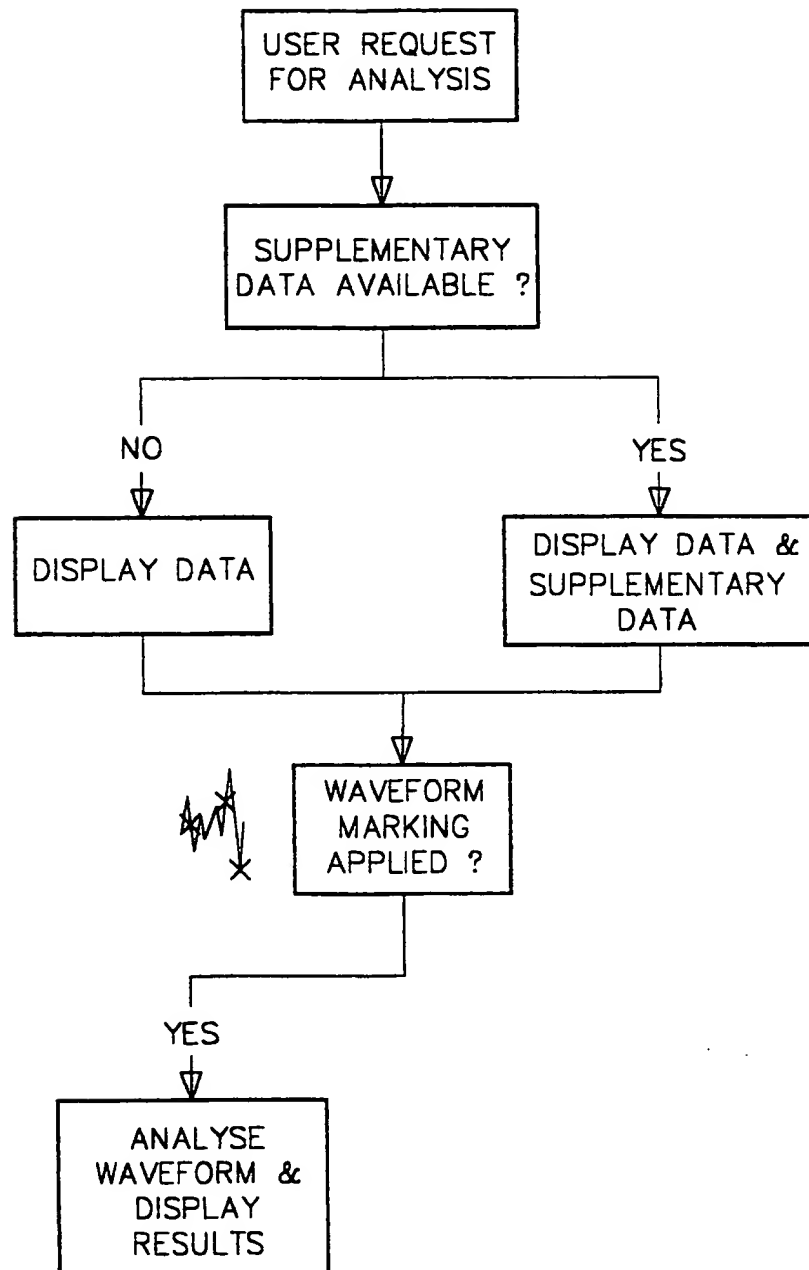 USER REQUEST
FOR ANALYSIS
SUPPLEMENTARY
DATA AVAILABLE ?
NO
YES
DISPLAY DATA
DISPLAY DATA &
SUPPLEMENTARY
DATA
WAVEFORM
MARKING
APPLIED ?
YES
ANALYSE
WAVEFORM &
DISPLAY
RESULTS